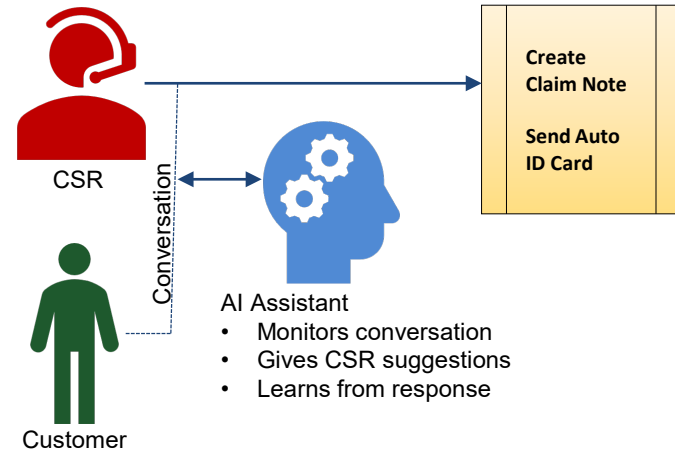 Create
Claim Note
Send Auto
ID Card
CSR
Conversation
AI Assistant
• Monitors conversation
• Gives CSR suggestions
• Learns from response
Customer